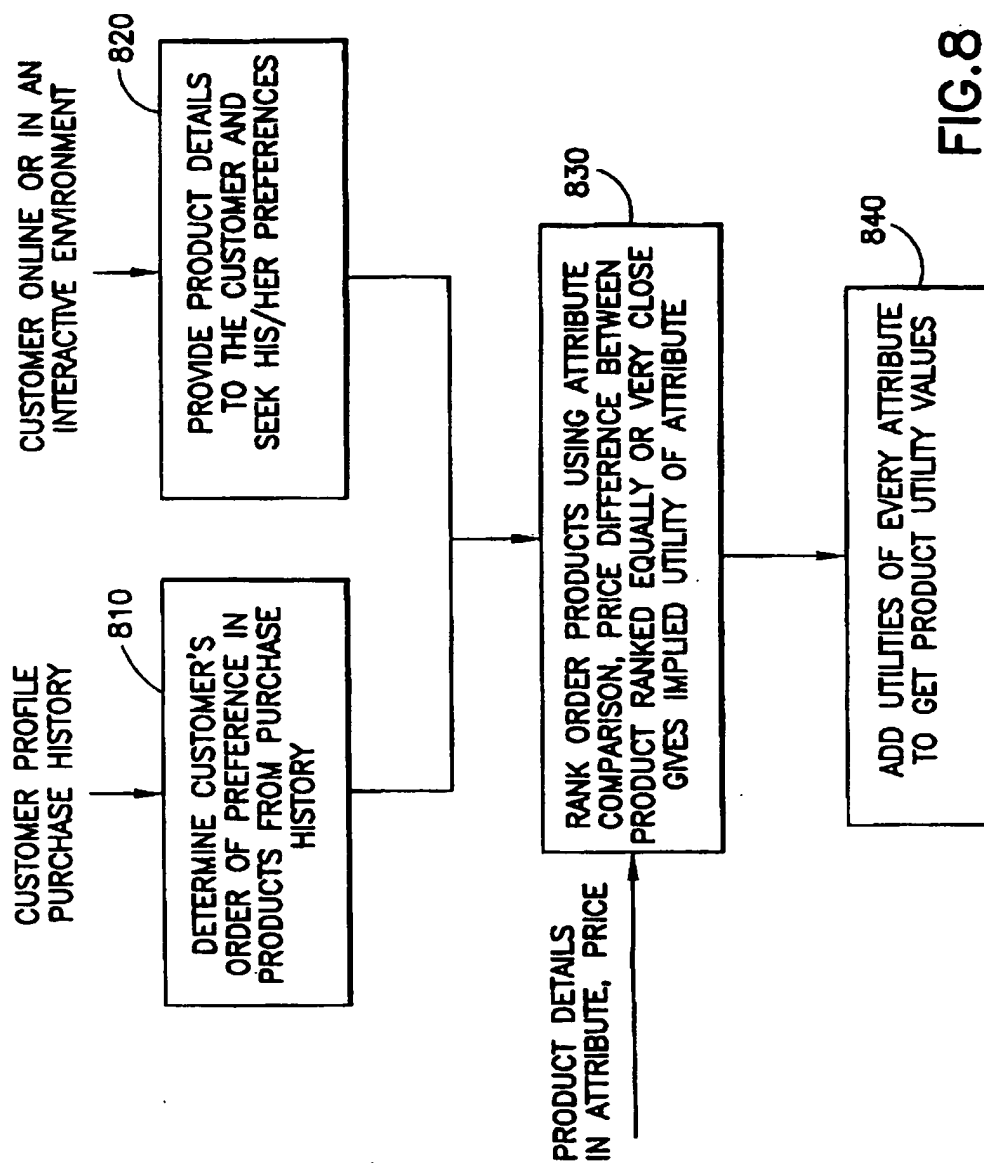 CUSTOMER PROFILE
PURCHASE HISTORY
810
DETERMINE CUSTOMER'S
ORDER OF PREFERENCE IN
PRODUCTS FROM PURCHASE
HISTORY
CUSTOMER ONLINE OR IN AN
INTERACTIVE ENVIRONMENT
820
PROVIDE PRODUCT DETAILS
TO THE CUSTOMER AND
SEEK HIS/HER PREFERENCES
PRODUCT DETAILS
IN ATTRIBUTE, PRICE
830
RANK ORDER PRODUCTS USING ATTRIBUTE
COMPARISON, PRICE DIFFERENCE BETWEEN
PRODUCT RANKED EQUALLY OR VERY CLOSE
GIVES IMPLIED UTILITY OF ATTRIBUTE
840
ADD UTILITIES OF EVERY ATTRIBUTE
TO GET PRODUCT UTILITY VALUES
FIG.8